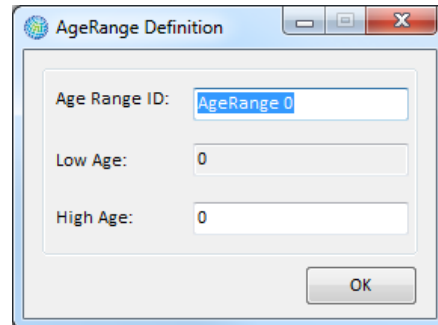 AgeRange Definition
Age Range ID: AgeRange 0
Low Age: 0
High Age: 0
OK